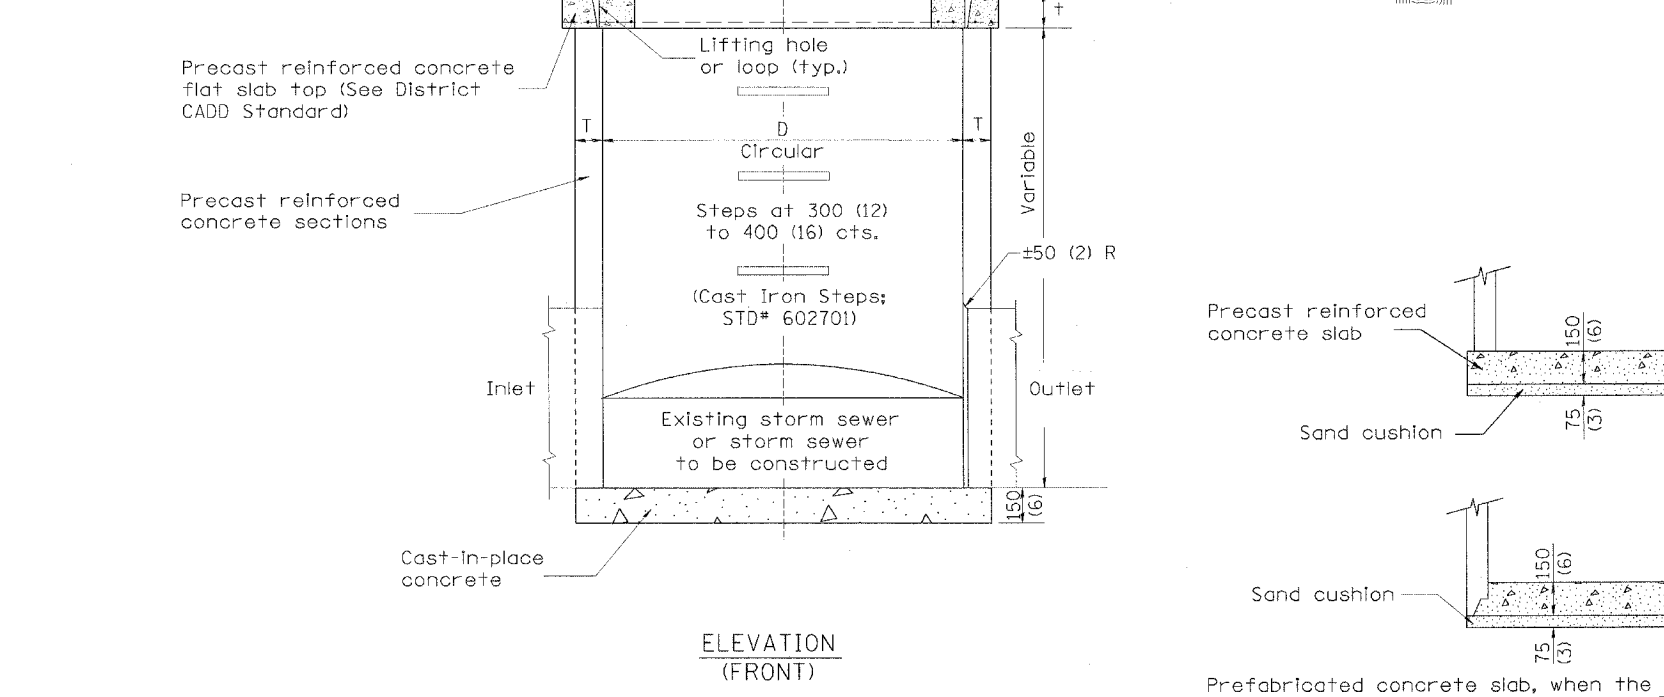 Precast reinforced concrete
flat slab top (See District
CADD Standard)
Lifting hole
or loop (typ.)
t
T
D
T
Circular
Variable
Precast reinforced
concrete sections
Steps at 300 (12)
to 400 (16) cts.
±50 (2) R
(Cast Iron Steps;
STD# 602701)
Inlet
Outlet
Existing storm sewer
or storm sewer
to be constructed
150
(6)
Cast-in-place
concrete
ELEVATION
(FRONT)
Precast reinforced
concrete slab
150
(6)
Sand cushion
75
(3)
150
(6)
Sand cushion
75
(3)
Prefabricated concrete slab, when the